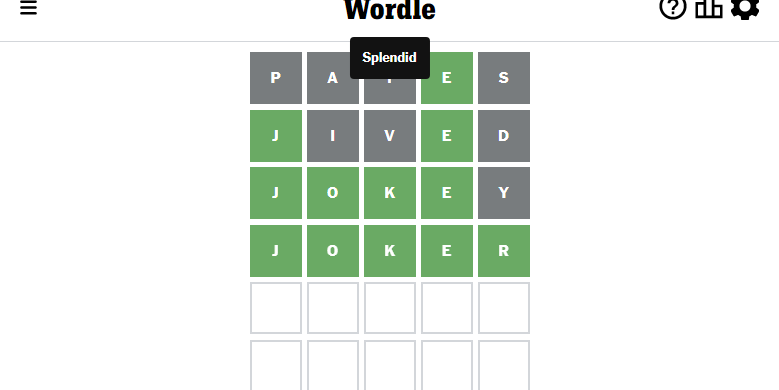 Wordle
Splendid
P A E S
J I V E D
J O K E Y
J O K E R